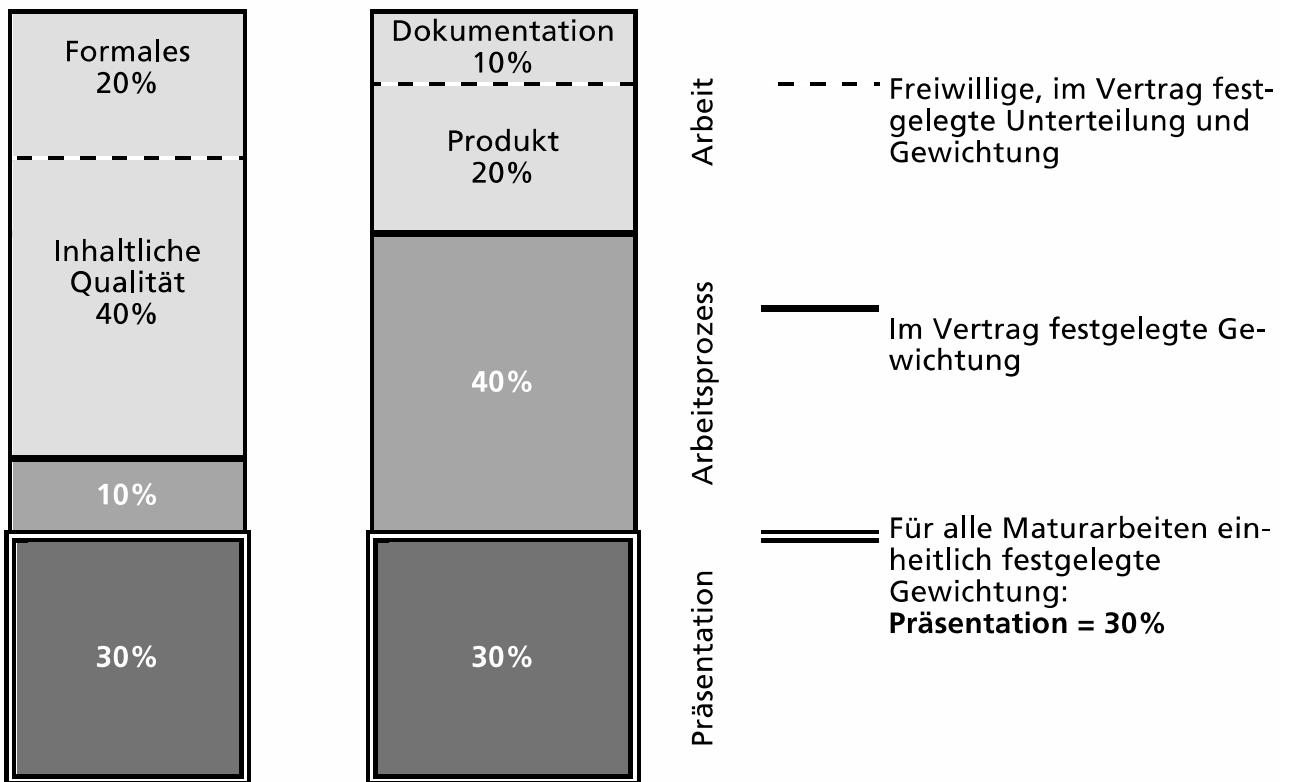 Formales
20%
Inhaltliche
Qualität
40%
10%
30%
Dokumentation
10%
Produkt
20%
40%
30%
Arbeit
Arbeitsprozess
Präsentation
Freiwillige, im Vertrag fest-
gelegte Unterteilung und
Gewichtung
Im Vertrag festgelegte Ge-
wichtung
Für alle Maturarbeiten ein-
heitlich festgelegte
Gewichtung:
Präsentation = 30%